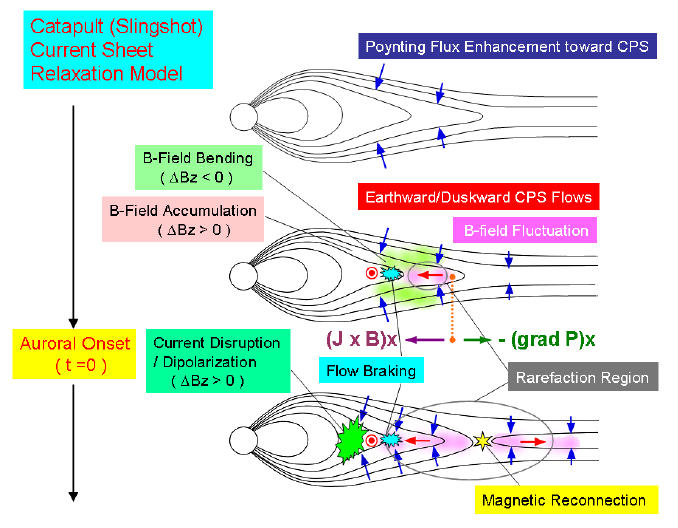 Catapult (Slingshot)
Current Sheet
Relaxation Model
Poynting Flux Enhancement toward CPS
B-Field Bending
( ΔBz < 0 )
Earthward/Duskward CPS Flows
B-Field Accumulation
( ΔBz > 0 )
B-field Fluctuation
Auroral Onset
( t =0 )
Current Disruption
/ Dipolarization
( ΔBz > 0 )
(J x B)x
- (grad P)x
Flow Braking
Rarefaction Region
Magnetic Reconnection